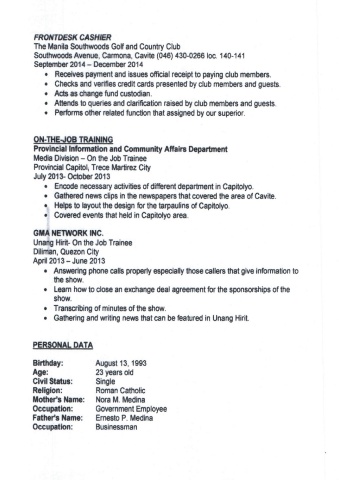 FRONTDESK CASHIER
The Manila Southwoods Golf and Country Club
Southwoods Avenue, Carmona, Cavite (046) 430-0266 loc. 140-141
September 2014 – December 2014
• Receives payment and issues official receipt to paying club members.
• Checks and verifies credit cards presented by club members and guests.
• Acts as change fund custodian.
• Attends to queries and clarification raised by club members and guests.
• Performs other related function that assigned by our superior.
ON-THE-JOB TRAINING
Provincial Information and Community Affairs Department
Media Division – On the Job Trainee
Provincial Capitol, Trece Martirez City
July 2013- October 2013
• Encode necessary activities of different department in Capitolyo.
• Gathered news clips in the newspapers that covered the area of Cavite.
• Helps to layout the design for the tarpaulins of Capitolyo.
• Covered events that held in Capitolyo area.
GMA NETWORK INC.
Unang Hirit- On the Job Trainee
Diliman, Quezon City
April 2013 – June 2013
• Answering phone calls properly especially those callers that give information to
the show.
• Learn how to close an exchange deal agreement for the sponsorships of the
show.
• Transcribing of minutes of the show.
• Gathering and writing news that can be featured in Unang Hirit.
PERSONAL DATA
Birthday: August 13, 1993
Age: 23 years old
Civil Status: Single
Religion: Roman Catholic
Mother's Name: Nora M. Medina
Occupation: Government Employee
Father's Name: Ernesto P. Medina
Occupation: Businessman